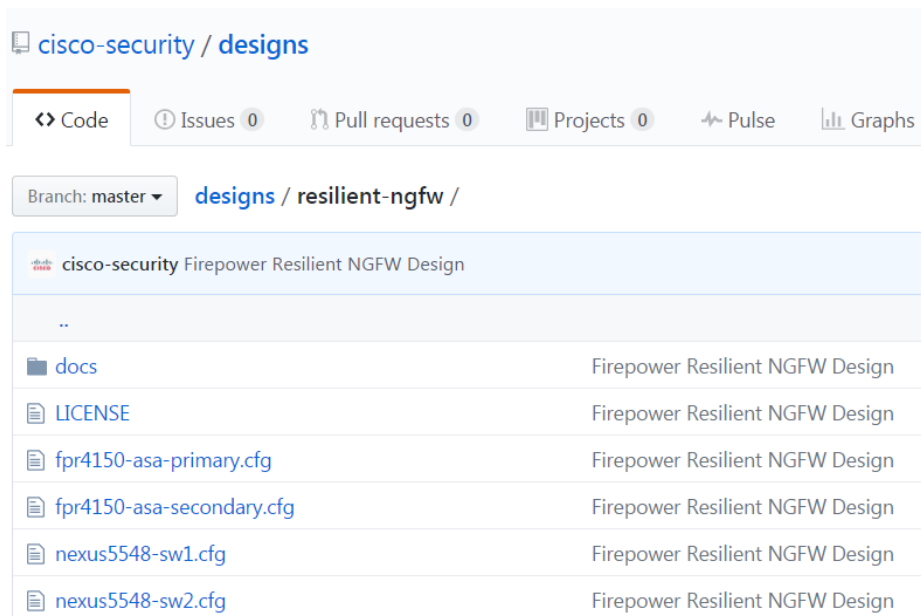 cisco-security / designs
Code Issues 0 Pull requests 0 Projects 0 Pulse Graphs
Branch: master designs / resilient-ngfw /
cisco-security Firepower Resilient NGFW Design
..
docs Firepower Resilient NGFW Design
LICENSE Firepower Resilient NGFW Design
fpr4150-asa-primary.cfg Firepower Resilient NGFW Design
fpr4150-asa-secondary.cfg Firepower Resilient NGFW Design
nexus5548-sw1.cfg Firepower Resilient NGFW Design
nexus5548-sw2.cfg Firepower Resilient NGFW Design